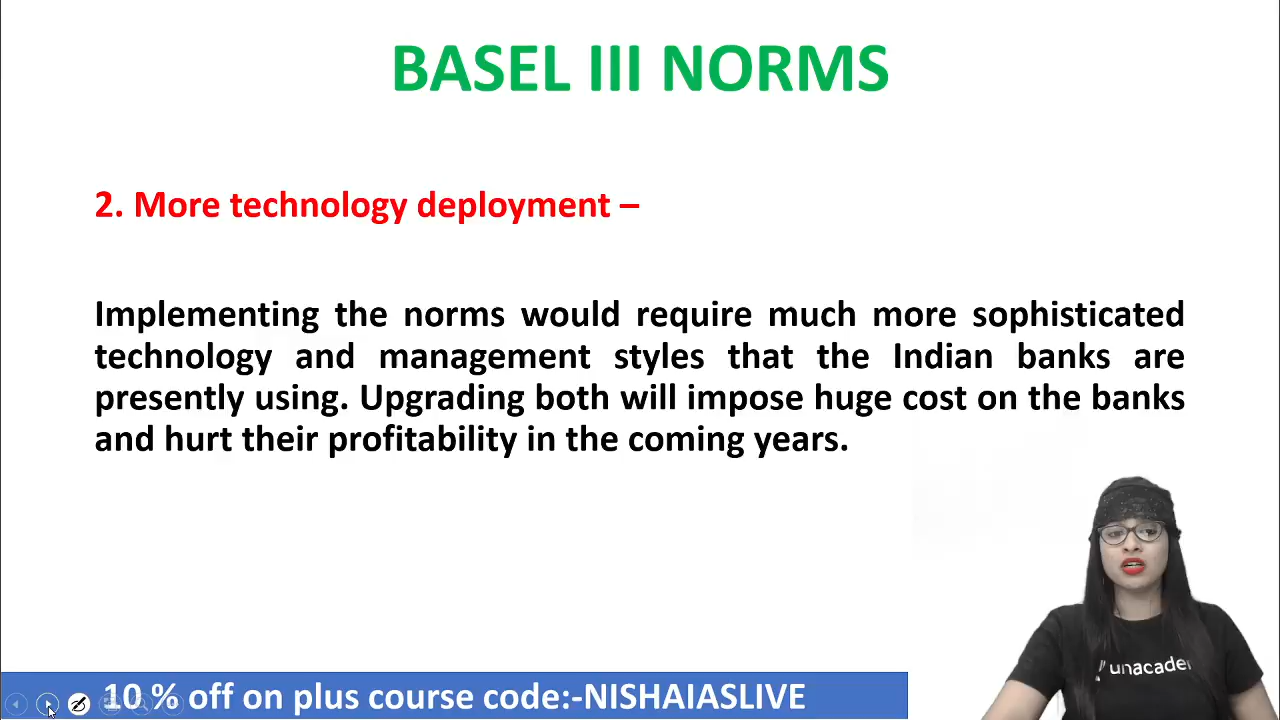 BASEL III NORMS
2. More technology deployment –
Implementing the norms would require much more sophisticated
technology and management styles that the Indian banks are
presently using. Upgrading both will impose huge cost on the banks
and hurt their profitability in the coming years.
unacade
10 % off on plus course code:-NISHAIASLIVE